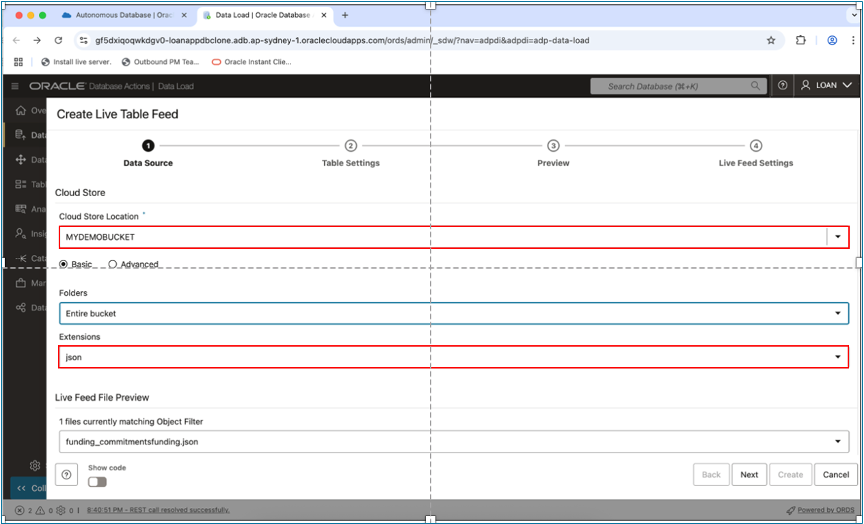 Autonomous Database | Orac
Data Load | Oracle Database
gf5dxiqoqwkdgv0-loanappdbclone.adb.ap-sydney-1.oraclecloudapps.com/ords/admin/_sdw/?nav=adpdi&adpdi=adp-data-load
Install live server.
Outbound PM Tea...
Oracle Instant Clie...
ORACLE Database Actions | Data Load
Search Database (⌘+K)
LOAN
Ove
Data
Data
Tabl
Ana
Insig
Cata
Mar
Data
Create Live Table Feed
1 2 3 4
Data Source Table Settings Preview Live Feed Settings
Cloud Store
Cloud Store Location *
MYDEMOBUCKET
Basic Advanced
Folders
Entire bucket
Extensions
json
Live Feed File Preview
1 files currently matching Object Filter
funding_commitmentsfunding.json
Show code
Back Next Create Cancel
<< Coll
2 0 0 | 8:40:51 PM - REST call resolved successfully.
Powered by ORDS